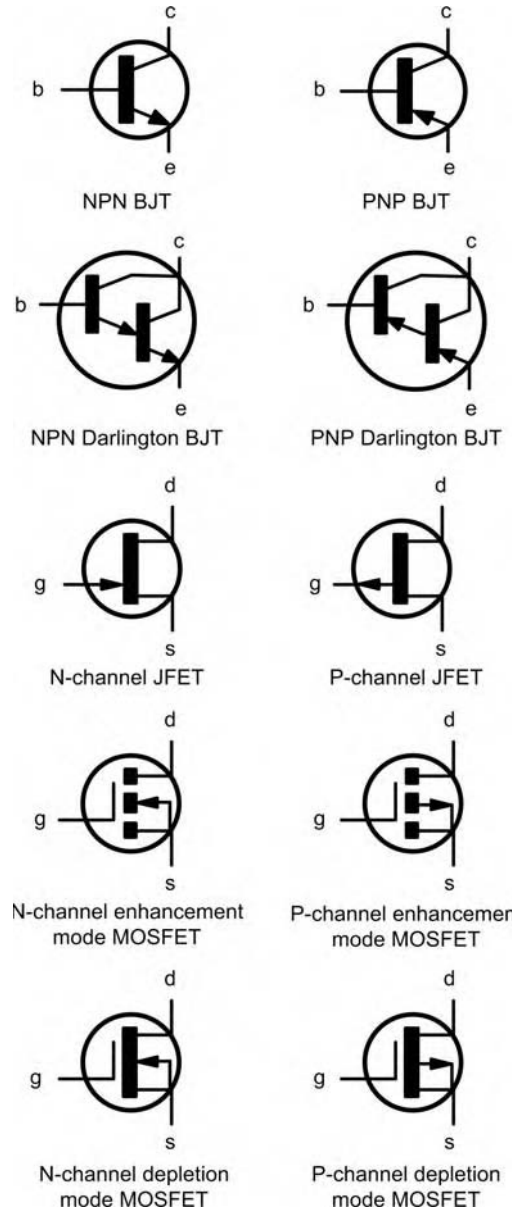 c c
b b
e e
NPN BJT PNP BJT
c c
b b
e e
NPN Darlington BJT PNP Darlington BJT
d d
g g
s s
N-channel JFET P-channel JFET
d d
g g
s s
N-channel enhancement P-channel enhancemen
mode MOSFET mode MOSFET
d d
g g
s s
N-channel depletion P-channel depletion
mode MOSFET mode MOSFET